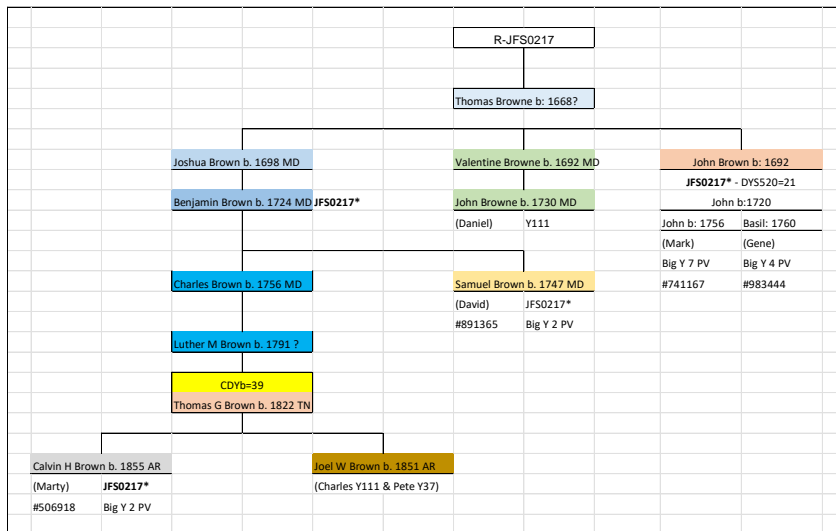 R-JFS0217
Thomas Browne b: 1668?
Joshua Brown b. 1698 MD
Valentine Browne b. 1692 MD
John Brown b: 1692
JFS0217* - DYS520=21
Benjamin Brown b. 1724 MD JFS0217*
John Browne b. 1730 MD
John b:1720
(Daniel) Y111
John b: 1756 Basil: 1760
(Mark) (Gene)
Big Y 7 PV Big Y 4 PV
Charles Brown b. 1756 MD
Samuel Brown b. 1747 MD
#741167 #983444
(David) JFS0217*
#891365 Big Y 2 PV
Luther M Brown b. 1791 ?
CDYb=39
Thomas G Brown b. 1822 TN
Calvin H Brown b. 1855 AR
Joel W Brown b. 1851 AR
(Marty) JFS0217*
(Charles Y111 & Pete Y37)
#506918 Big Y 2 PV